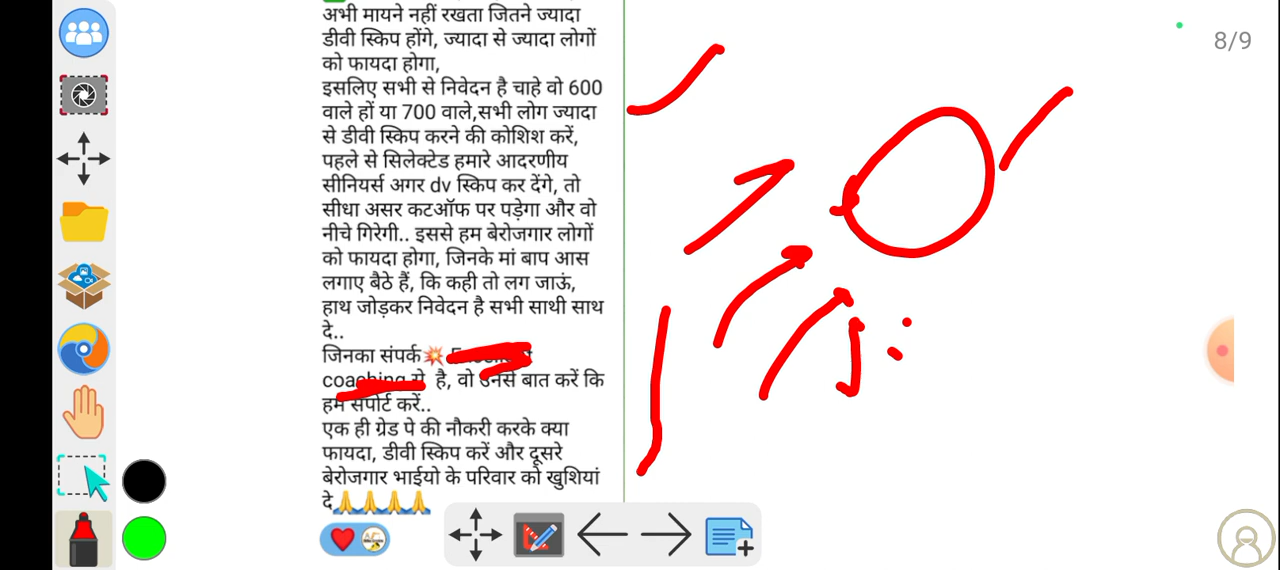 अभी मायने नहीं रखता जितने ज्यादा
डीवी स्किप होंगे, ज्यादा से ज्यादा लोगों
को फायदा होगा,
इसलिए सभी से निवेदन है चाहे वो 600
वाले हों या 700 वाले,सभी लोग ज्यादा
से डीवी स्किप करने की कोशिश करें,
पहले से सिलेक्टेड हमारे आदरणीय
सीनियर्स अगर dv स्किप कर देंगे, तो
सीधा असर कटऑफ पर पड़ेगा और वो
नीचे गिरेगी.. इससे हम बेरोजगार लोगों
को फायदा होगा, जिनके मां बाप आस
लगाए बैठे हैं, कि कही तो लग जाऊं,
हाथ जोड़कर निवेदन है सभी साथी साथ
दे..
जिनका संपर्क💥
coaching से है, वो उनसे बात करें कि
हमे सपोर्ट करें..
एक ही ग्रेड पे की नौकरी करके क्या
फायदा, डीवी स्किप करें और दूसरे
बेरोजगार भाईयो के परिवार को खुशियां
दे🙏🙏🙏🙏
8/9